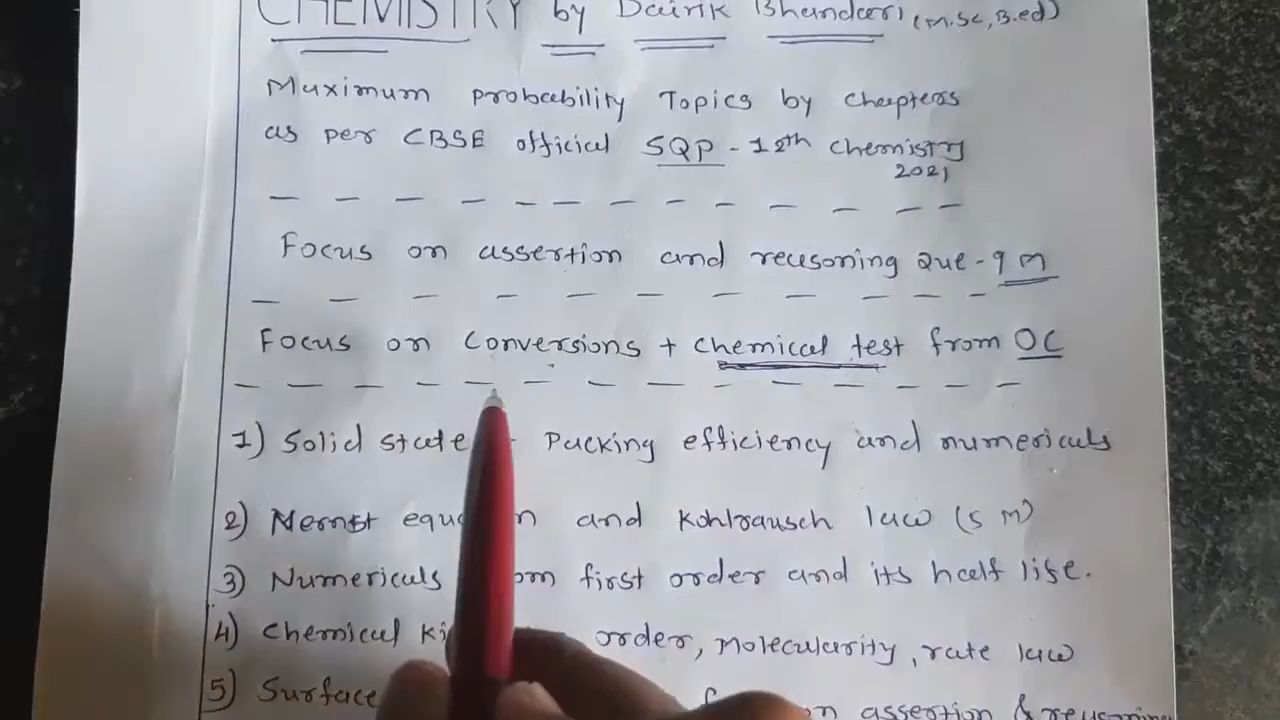 CHEMISTRY by Dairik Bhandari (M.Sc, B.ed)
Maximum probability Topics by chapters
as per CBSE official SQP - 12th chemistry
2021
Focus on assertion and reasoning Que - 9 M
Focus on Conversions + chemical test from OC
1) Solid state - Packing efficiency and numericals
2) Nernst and Kohlrausch law (5 M)
3) Numericals first order and its half life.
4) Chemical order, Molecularity, rate law
5) Surface assertion & reasoning